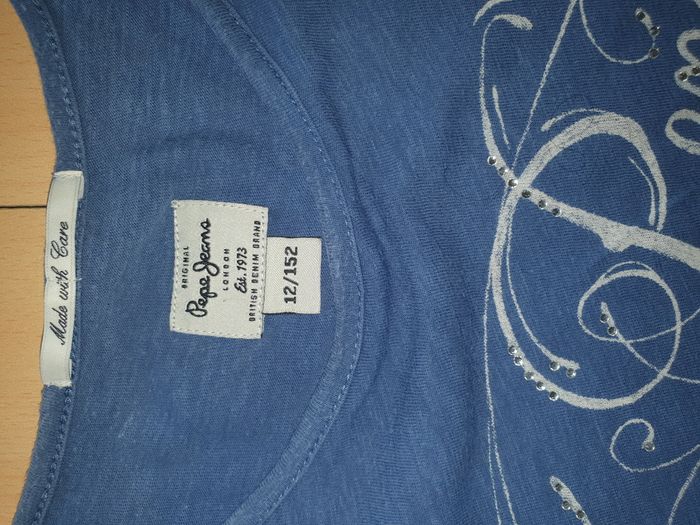 Made with Care
ORIGINAL
Pepe Jeans
LONDON
Est. 1973
BRITISH DENIM BRAND
12/152